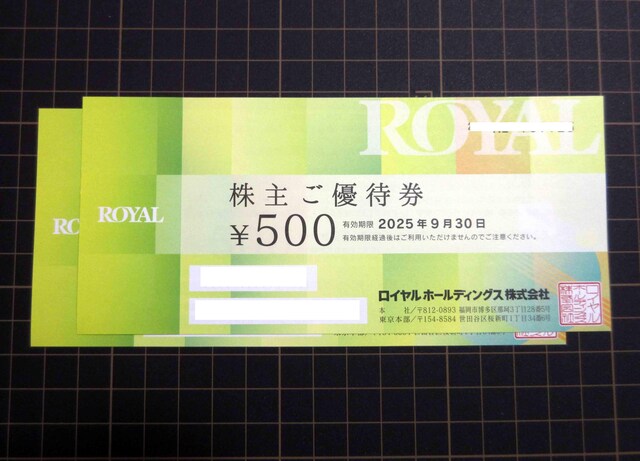 ROYAL
株主ご優待券
ROYAL
¥500
有効期限 2025年9月30日
有効期限経過後はご利用いただけませんのでご注意ください。
ロイヤルホールディングス株式会社
本 社/〒812-0893 福岡市博多区那珂3丁目28番5号
東京本部/〒154-8584 世田谷区桜新町1丁目34番6号